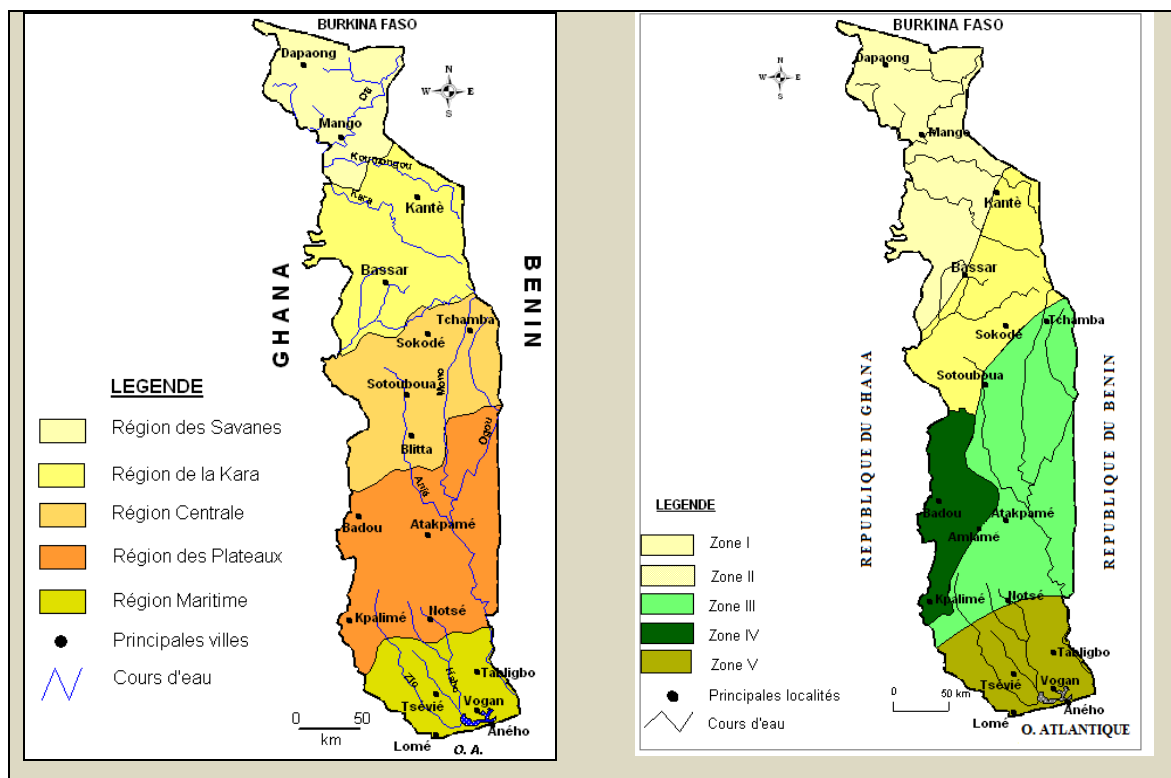 BURKINA FASO
Dapaong
N
W E
S
Oti
Mango
Koumongou
Kara
Kantè
GHANA
BENIN
Bassar
Tchamba
Sokodé
Sotouboua
Mono
Ogou
Blitta
Anié
Badou
Atakpamé
Kpalimé
Notsé
Tabligbo
Zio
Haho
Tsévié
Vogan
Aného
Lomé
O. A.
LEGENDE
Région des Savanes
Région de la Kara
Région Centrale
Région des Plateaux
Région Maritime
Principales villes
Cours d'eau
0 50
km
BURKINA FASO
Dapaong
N
W E
S
Mango
Kantè
Bassar
Sokodé
Tchamba
Sotouboua
REPUBLIQUE DU GHANA
REPUBLIQUE DU BENIN
Badou
Atakpamé
Amlamé
Kpalimé
Notsé
Tabligbo
Tsévié
Vogan
Lomé
Aného
O. ATLANTIQUE
LEGENDE
Zone I
Zone II
Zone III
Zone IV
Zone V
Principales localités
Cours d'eau
0 50 km